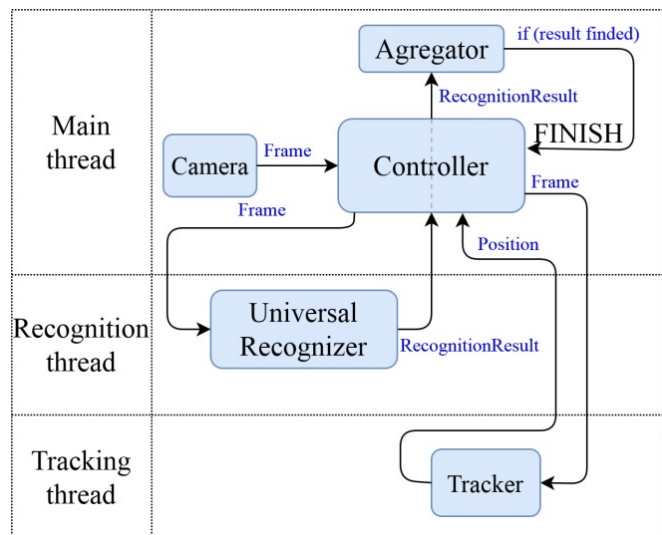 if (result finded)
Agregator
RecognitionResult
Main
thread
FINISH
Camera
Frame
Controller
Frame
Frame
Position
Recognition
thread
Universal
Recognizer
RecognitionResult
Tracking
thread
Tracker